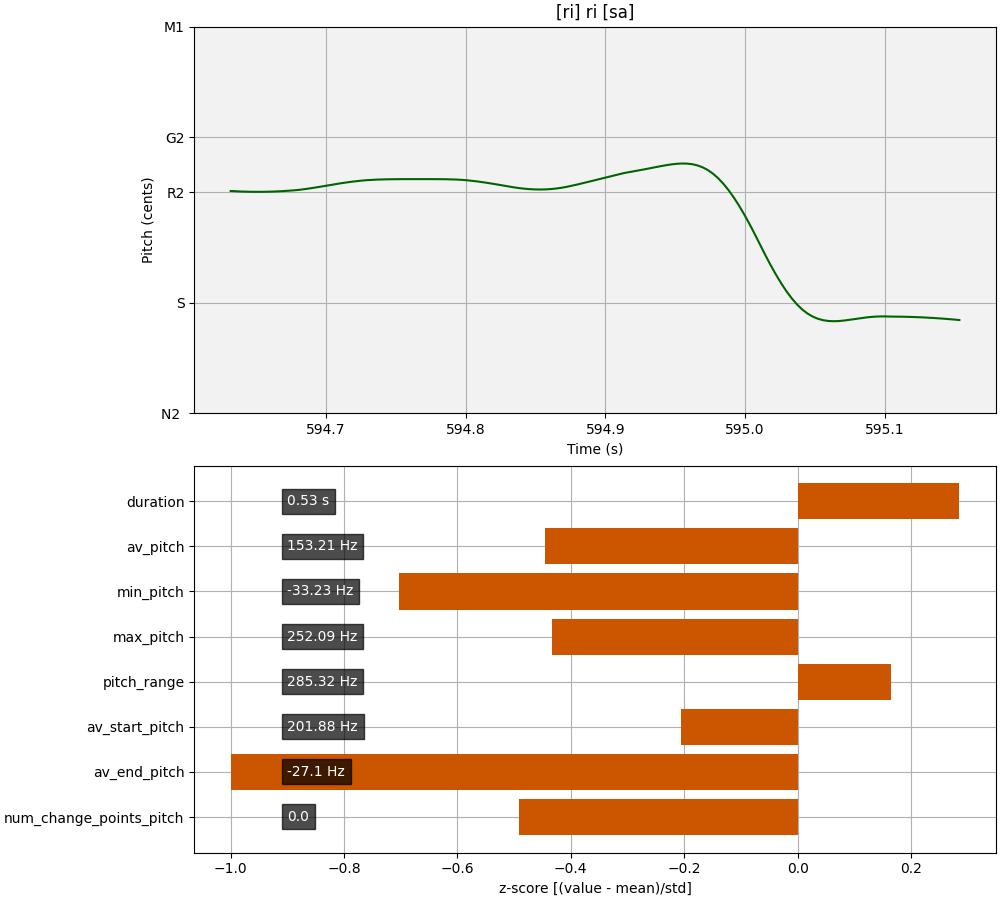 [ri] ri [sa]
M1
G2
R2
S
N2
Pitch (cents)
594.7 594.8 594.9 595.0 595.1
Time (s)
duration 0.53 s
av_pitch 153.21 Hz
min_pitch -33.23 Hz
max_pitch 252.09 Hz
pitch_range 285.32 Hz
av_start_pitch 201.88 Hz
av_end_pitch -27.1 Hz
num_change_points_pitch 0.0
−1.0 −0.8 −0.6 −0.4 −0.2 0.0 0.2
z-score [(value - mean)/std]